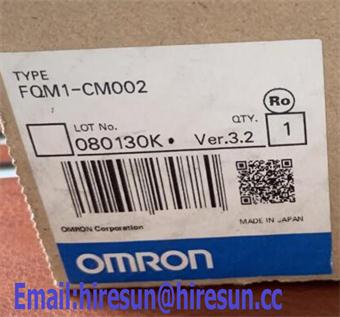 TYPE
FQM1-CM002
Ro
LOT No.
QTY.
080130K. Ver.3.2 1
OMRON Corporation
MADE IN JAPAN
OMRON
Email:hiresun@hiresun.cc